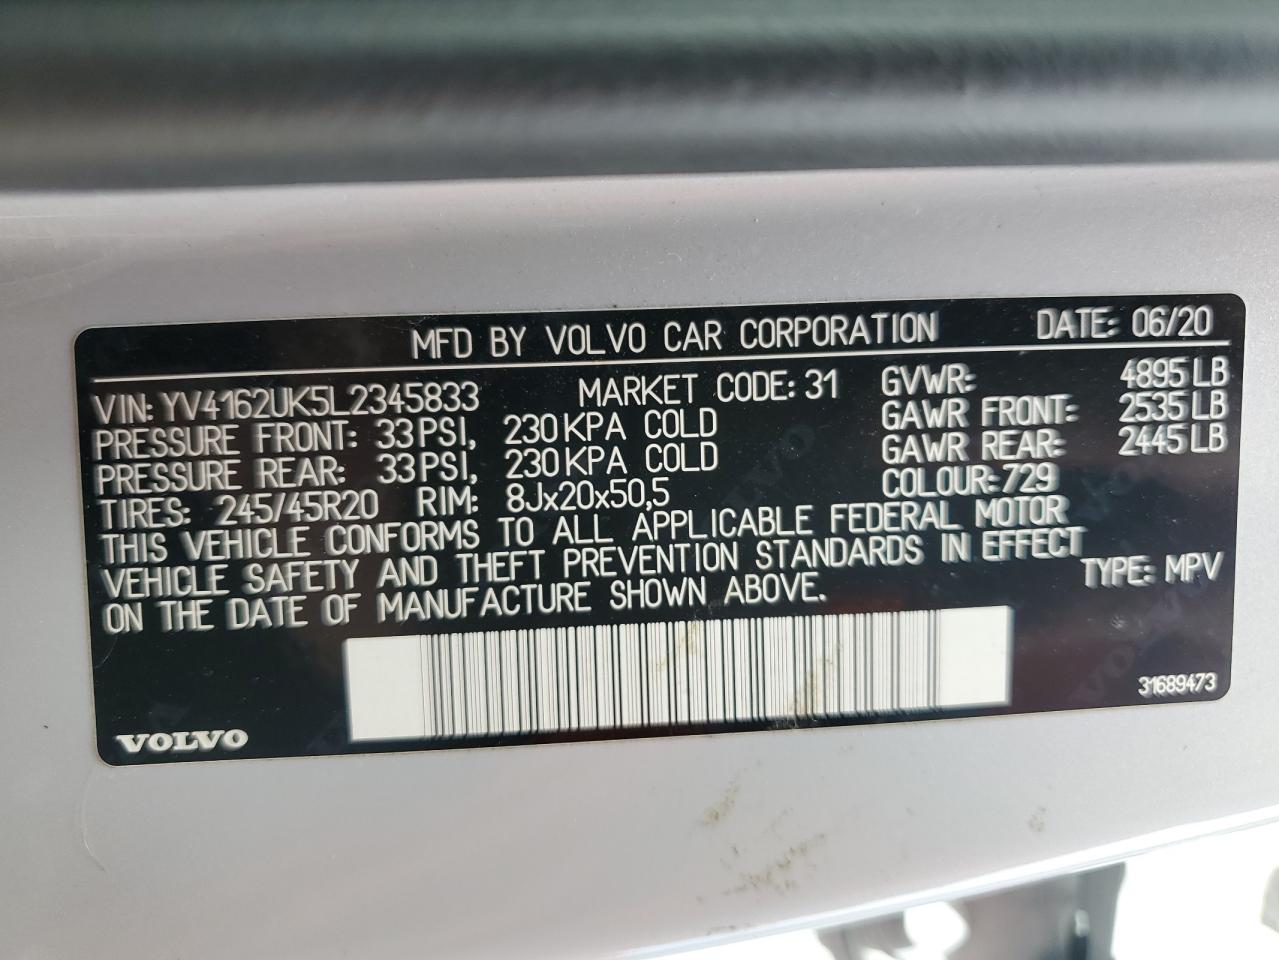 MFD BY VOLVO CAR CORPORATION DATE: 06/20
VIN: YV4162UK5L2345833 MARKET CODE: 31 GVWR: 4895 LB
PRESSURE FRONT: 33 PSI, 230 KPA COLD GAWR FRONT: 2535 LB
PRESSURE REAR: 33 PSI, 230 KPA COLD GAWR REAR: 2445 LB
TIRES: 245/45R20 RIM: 8Jx20x50,5 COLOUR: 729
THIS VEHICLE CONFORMS TO ALL APPLICABLE FEDERAL MOTOR
VEHICLE SAFETY AND THEFT PREVENTION STANDARDS IN EFFECT
ON THE DATE OF MANUFACTURE SHOWN ABOVE. TYPE: MPV
31689473
VOLVO